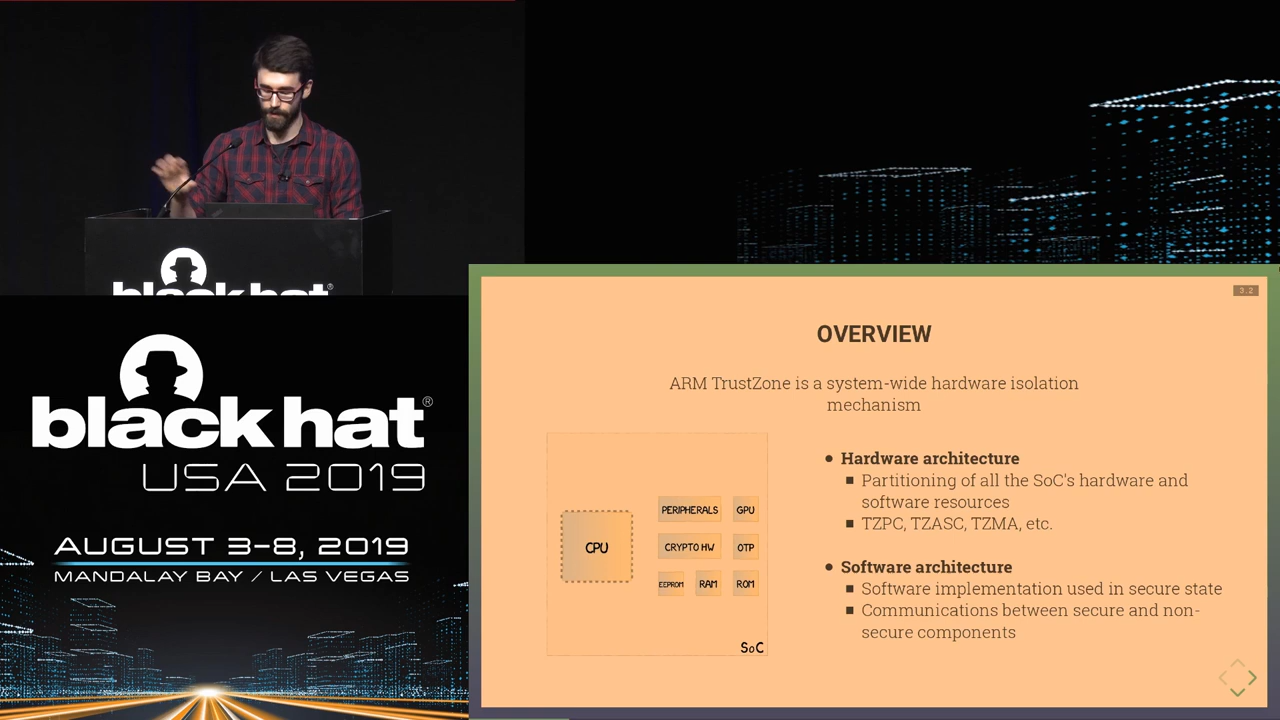 black hat®
black hat®
USA 2019
AUGUST 3-8, 2019
MANDALAY BAY / LAS VEGAS
3.2
OVERVIEW
ARM TrustZone is a system-wide hardware isolation
mechanism
CPU
PERIPHERALS
GPU
CRYPTO HW
OTP
EEPROM
RAM
ROM
SoC
• Hardware architecture
▪ Partitioning of all the SoC's hardware and
software resources
▪ TZPC, TZASC, TZMA, etc.
• Software architecture
▪ Software implementation used in secure state
▪ Communications between secure and non-
secure components